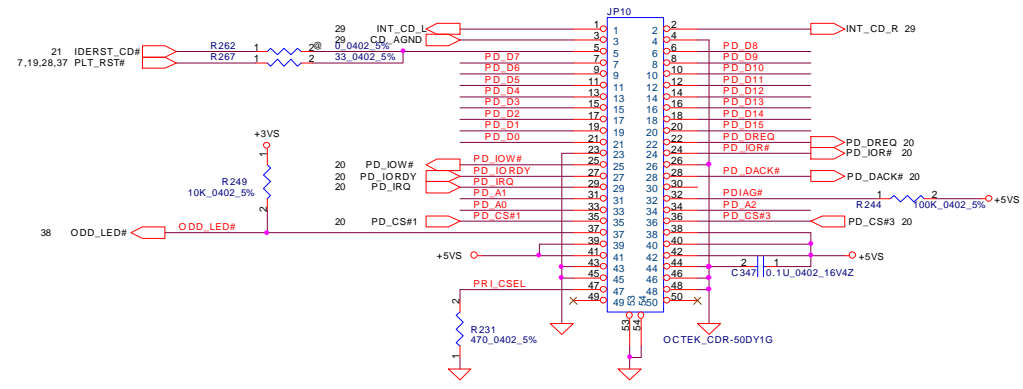 JP10
29 INT_CD_L 1 1 2 2 INT_CD_R 29
29 CD_AGND 3 3 4 4
21 IDERST_CD# R262 1 2 @ 0_0402_5% 5 5 6 6 PD_D8
7,19,28,37 PLT_RST# R267 1 2 33_0402_5%
PD_D7 7 7 8 8 PD_D9
PD_D6 9 9 10 10 PD_D10
PD_D5 11 11 12 12 PD_D11
PD_D4 13 13 14 14 PD_D12
PD_D3 15 15 16 16 PD_D13
PD_D2 17 17 18 18 PD_D14
PD_D1 19 19 20 20 PD_D15
PD_D0 21 21 22 22 PD_DREQ PD_DREQ 20
23 23 24 24 PD_IOR# PD_IOR# 20
20 PD_IOW# PD_IOW# 25 25 26 26
20 PD_IORDY PD_IORDY 27 27 28 28 PD_DACK# PD_DACK# 20
20 PD_IRQ PD_IRQ 29 29 30 30
PD_A1 31 31 32 32 PDIAG# 1 2 +5VS
R244 100K_0402_5%
PD_A0 33 33 34 34 PD_A2
20 PD_CS#1 PD_CS#1 35 35 36 36 PD_CS#3 PD_CS#3 20
+3VS
1
R249
10K_0402_5%
2
38 ODD_LED# ODD_LED# 37 37 38 38
39 39 40 40
+5VS 41 41 42 42 +5VS
43 43 44 44 2 1
C347 0.1U_0402_16V4Z
45 45 46 46
PRI_CSEL 47 47 48 48
49 49 50 50
53 54
53 54
2
R231
470_0402_5%
1
OCTEK_CDR-50DY1G